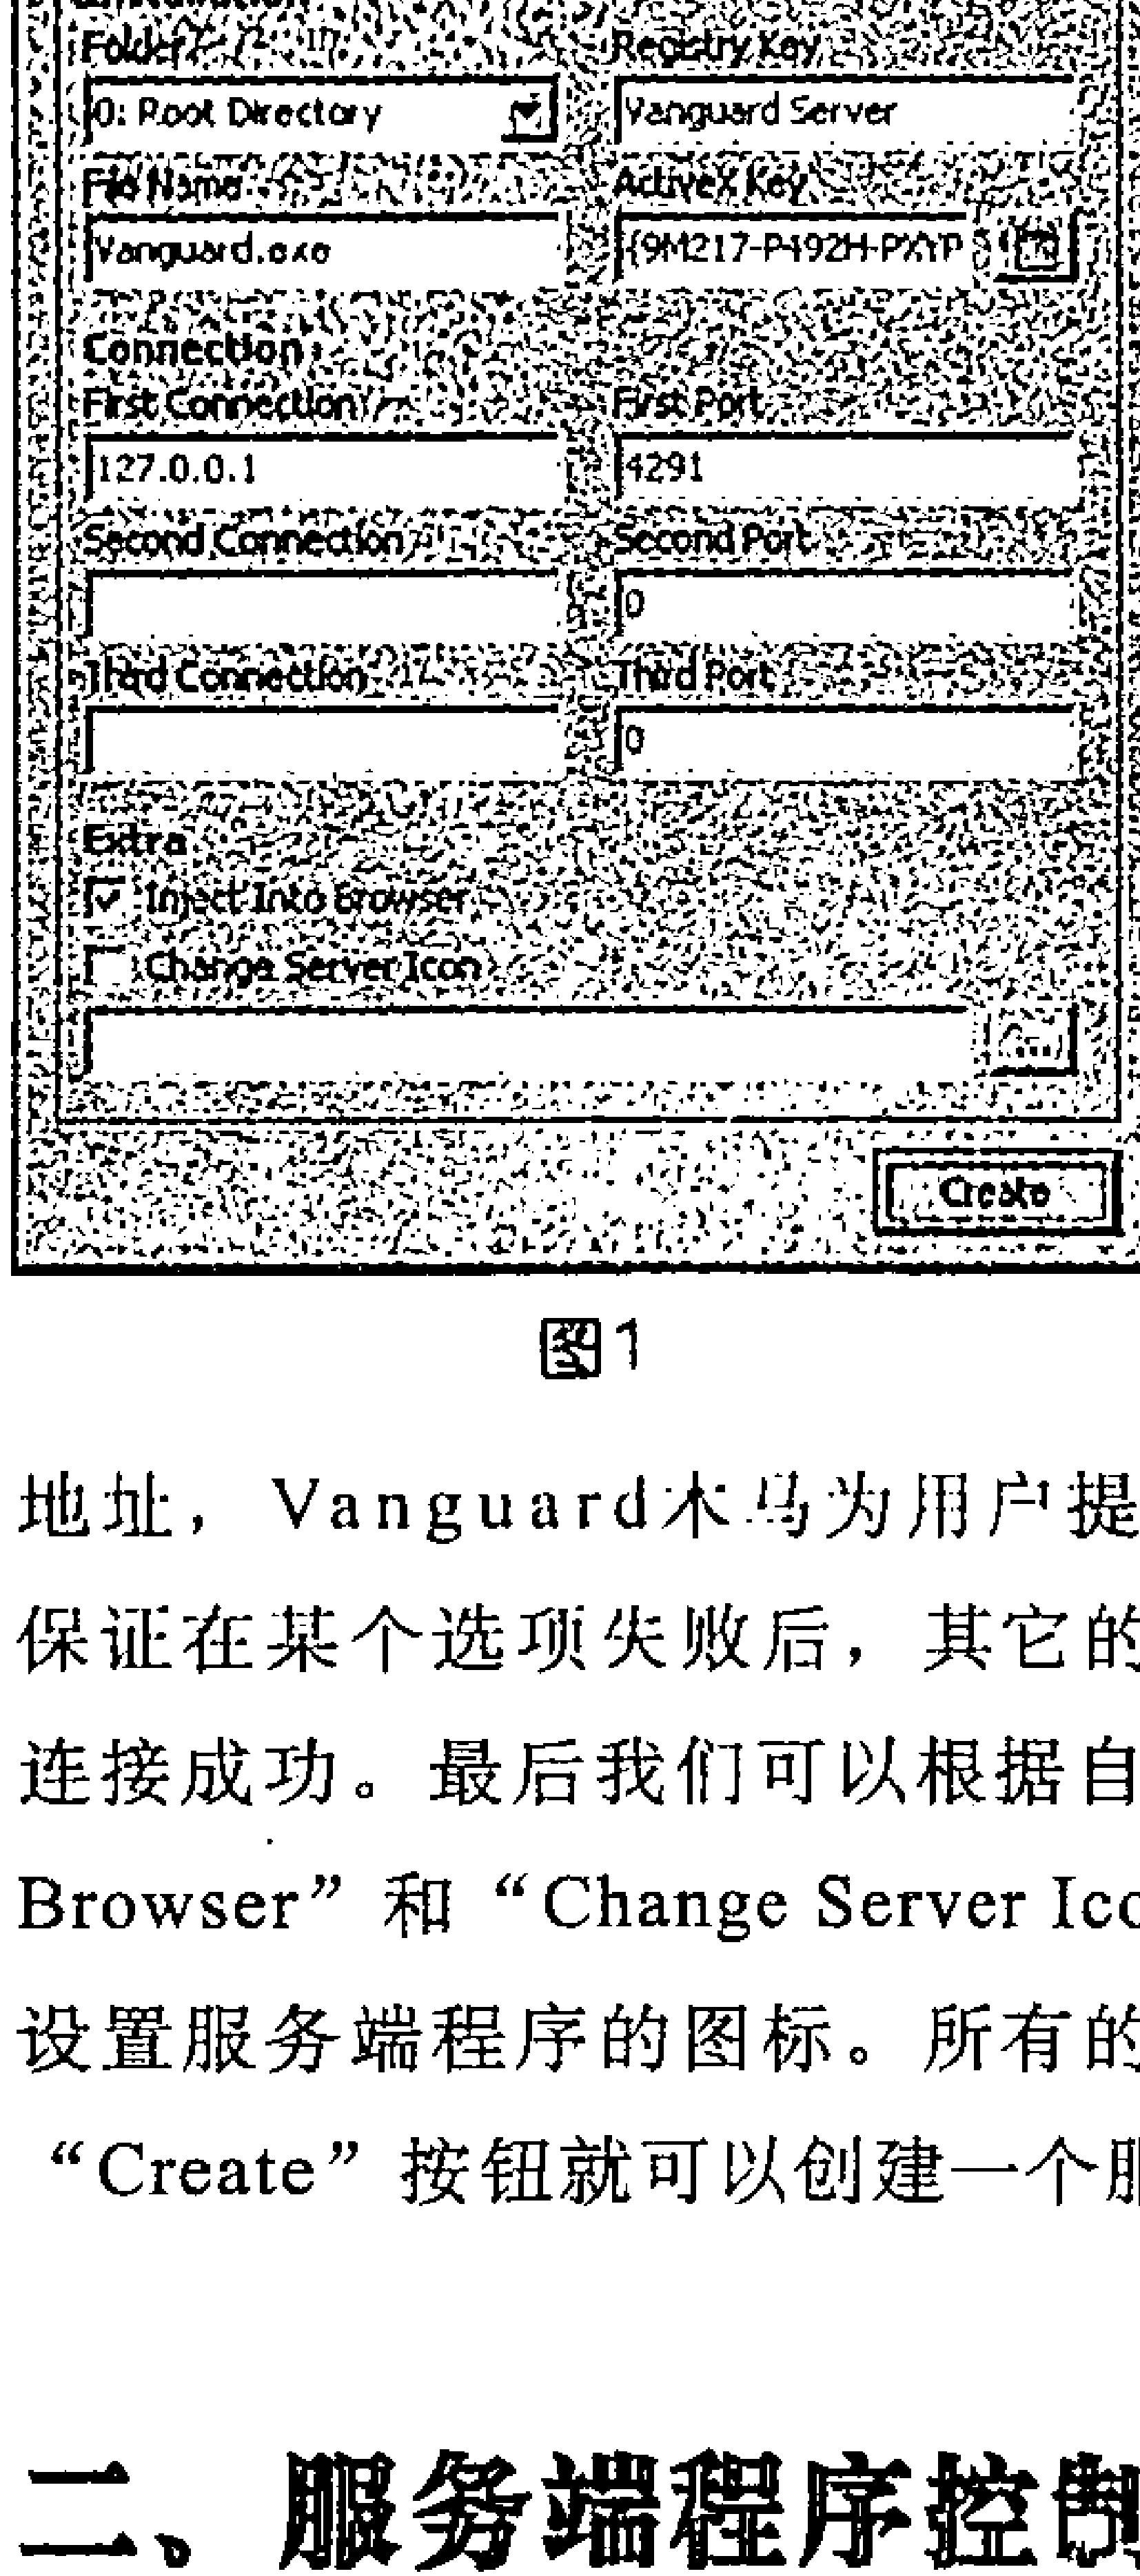 Folder
Registry Key
0: Root Directory
Vanguard Server
File Name
ActiveX Key
Vanguard.exe
{9M217-P492H-PXYP
Connection
First Connection
First Port
127.0.0.1
4291
Second Connection
Second Port
0
Third Connection
Third Port
0
Extra
Inject Into Browser
Change Server Icon
...
Create
图1
地址，Vanguard木马为用户提
保证在某个选项失败后，其它的
连接成功。最后我们可以根据自
Browser”和“Change Server Ico
设置服务端程序的图标。所有的
“Create”按钮就可以创建一个服
二、服务端程序控制